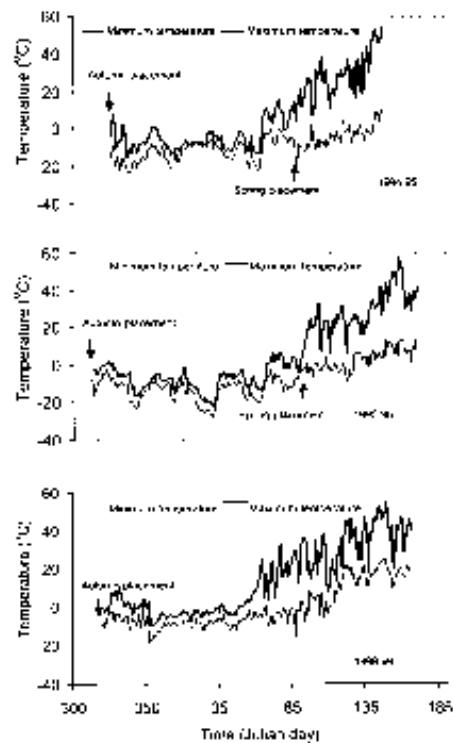 60
Minimum temperature Maximum temperature
40
Autumn placement
20
0
20
Spring placement
-40
Temperature (°C)
60
Minimum temperature Maximum temperature
40
Autumn placement
20
0
-20
-40
Temperature (°C)
60
Minimum temperature Maximum temperature
40
20
Autumn placement
0
20
-40
Temperature (°C)
300 350 35 85 135 185
Time (Julian day)